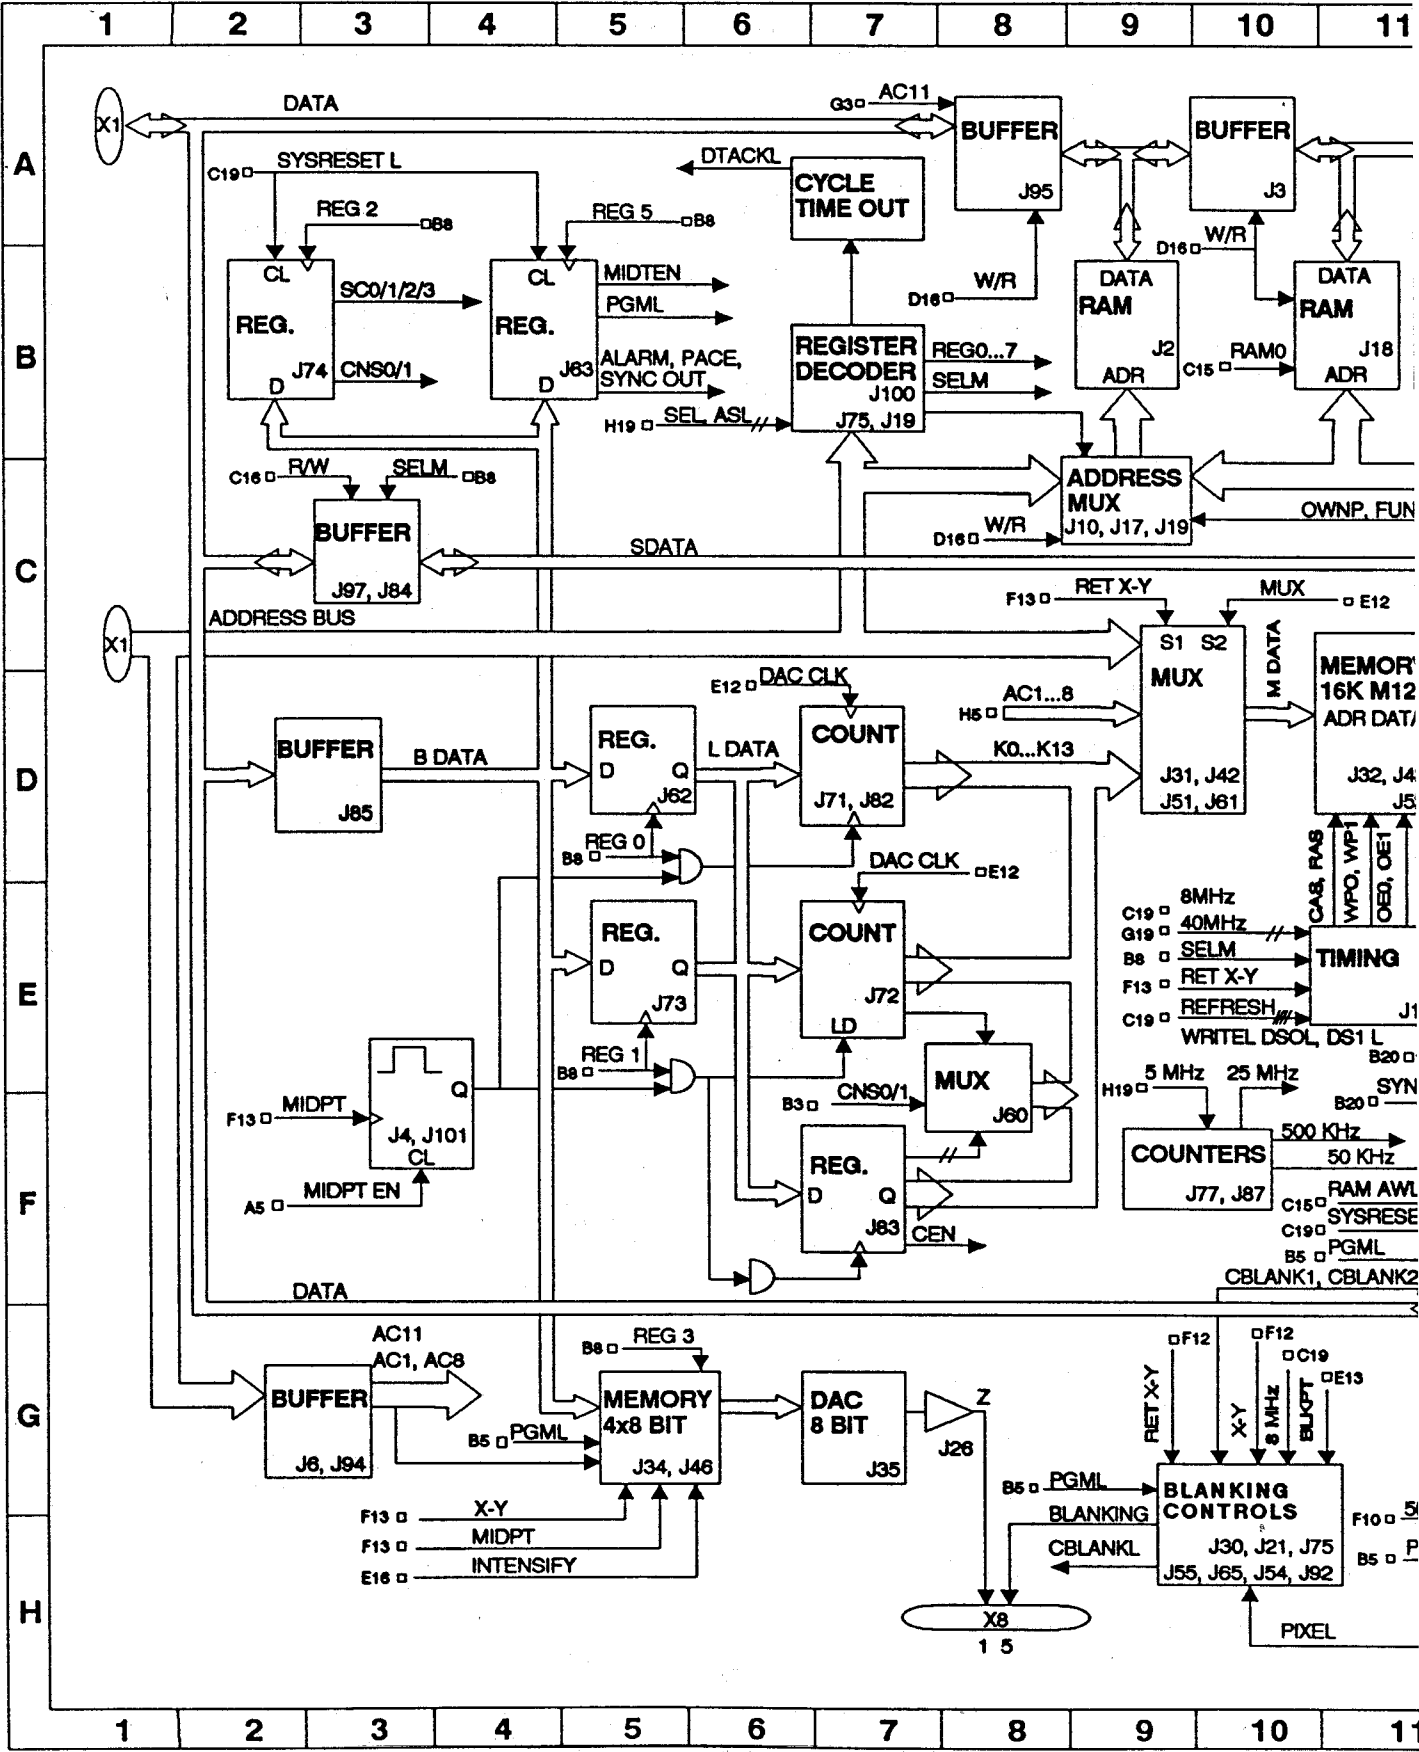 1 2 3 4 5 6 7 8 9 10 11
A
B
C
D
E
F
G
H
X1
DATA
G3 AC11
BUFFER
J95
BUFFER
J3
C19 SYSRESET L
DTACKL
CYCLE
TIME OUT
REG 2
B8
REG 5
B8
W/R
D16
CL
REG.
J74
D
SC0/1/2/3
CNS0/1
CL
REG.
J63
D
MIDTEN
PGML
ALARM, PACE,
SYNC OUT
H19 SEL, ASL
REGISTER
DECODER
J100
J75, J19
REG0...7
SELM
D16 W/R
DATA
RAM
J2
ADR
DATA
RAM
J18
ADR
C15 RAM0
C16 R/W
SELM
B8
BUFFER
J97, J84
SDATA
ADDRESS
MUX
J10, J17, J19
D16 W/R
OWNP, FUN
X1
ADDRESS BUS
F13 RET X-Y
MUX
E12
S1 S2
MUX
J31, J42
J51, J61
M DATA
MEMOR
16K M12
ADR DATA
J32, J4
J5
E12 DAC CLK
AC1...8
H5
K0...K13
BUFFER
J85
B DATA
REG.
D Q
J62
L DATA
COUNT
J71, J82
B8 REG 0
DAC CLK
E12
CAS, RAS
WPO, WP1
OE0, OE1
REG.
D Q
J73
COUNT
J72
LD
C19 8MHz
G19 40MHz
B8 SELM
F13 RET X-Y
C19 REFRESH
WRITEL DSOL, DS1 L
TIMING
J1
B20
B8 REG 1
MUX
J60
B3 CNS0/1
H19 5 MHz
25 MHz
B20 SYN
Q
J4, J101
CL
F13 MIDPT
A5 MIDPT EN
REG.
D Q
J83
CEN
COUNTERS
J77, J87
500 KHz
50 KHz
C15 RAM AWL
C19 SYSRESE
B5 PGML
CBLANK1, CBLANK2
DATA
AC11
AC1, AC8
BUFFER
J6, J94
B8 REG 3
MEMORY
4x8 BIT
J34, J46
B5 PGML
DAC
8 BIT
J35
Z
J26
F12
F12
C19
E13
RET X-Y
X-Y
8 MHz
BLKPT
B5 PGML
BLANKING
CONTROLS
J30, J21, J75
J55, J65, J54, J92
BLANKING
CBLANKL
F13 X-Y
F13 MIDPT
E16 INTENSIFY
F10 50
B5 P
X8
1 5
PIXEL
1 2 3 4 5 6 7 8 9 10 11